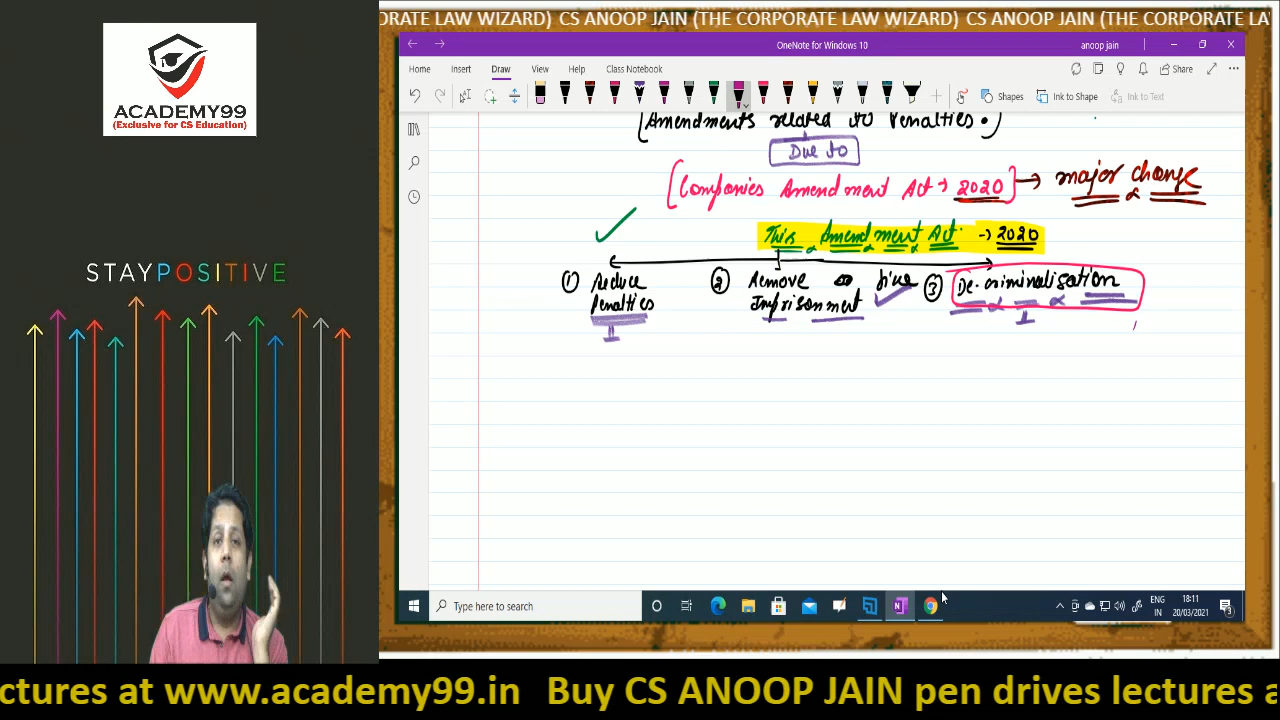 ORATE LAW WIZARD) CS ANOOP JAIN (THE CORPORATE LAW WIZARD) CS ANOOP JAIN (THE CORPORATE LAW
ACADEMY99
(Exclusive for CS Education)
OneNote for Windows 10
anoop jain
Home Insert Draw View Help Class Notebook
Share
Shapes Ink to Shape Ink to Text
[Amendments related to Penalties.]
Due to
[Companies Amendment Act → 2020] → major change
This Amendment Act. → 2020
① Reduce Penalties
② Remove Imprisonment or fine
③ De-criminalisation
STAYPOSITIVE
Type here to search
ENG
IN
18:11
20/03/2021
3
ctures at www.academy99.in Buy CS ANOOP JAIN pen drives lectures a